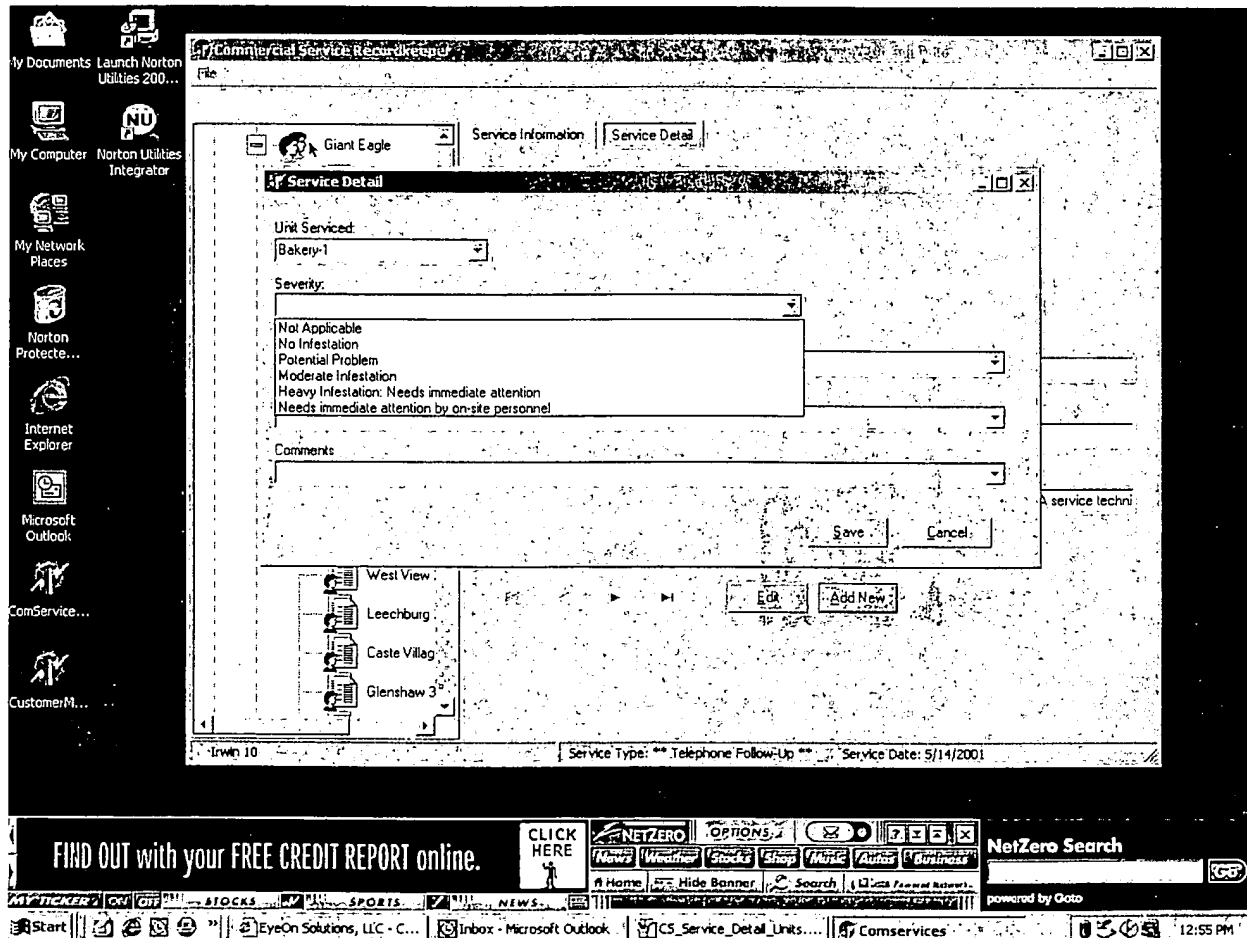 My Documents
Launch Norton Utilities 200...
My Computer
Norton Utilities Integrator
My Network Places
Norton Protecte...
Internet Explorer
Microsoft Outlook
ComService...
CustomerM...
Commercial Service Recordkeeper
File
Giant Eagle
Service Information
Service Detail
Service Detail
Unit Serviced:
Bakery-1
Severity:
Not Applicable
No Infestation
Potential Problem
Moderate Infestation
Heavy Infestation: Needs immediate attention
Needs immediate attention by on-site personnel
Comments
A service techni
Save
Cancel
West View
Edit
Add New
Leechburg
Caste Villag
Glenshaw 3
Irwin 10
Service Type: ** Telephone Follow-Up **
Service Date: 5/14/2001
FIND OUT with your FREE CREDIT REPORT online.
CLICK HERE
NETZERO
OPTIONS
News
Weather
Stocks
Shop
Music
Autos
Business
Home
Hide Banner
Search
NetZero Search
GO
powered by Goto
MY TICKER
ON
OFF
STOCKS
SPORTS
NEWS
Start
EyeOn Solutions, LLC - C...
Inbox - Microsoft Outlook
CS_Service_Detail_Units....
Comservices
12:55 PM